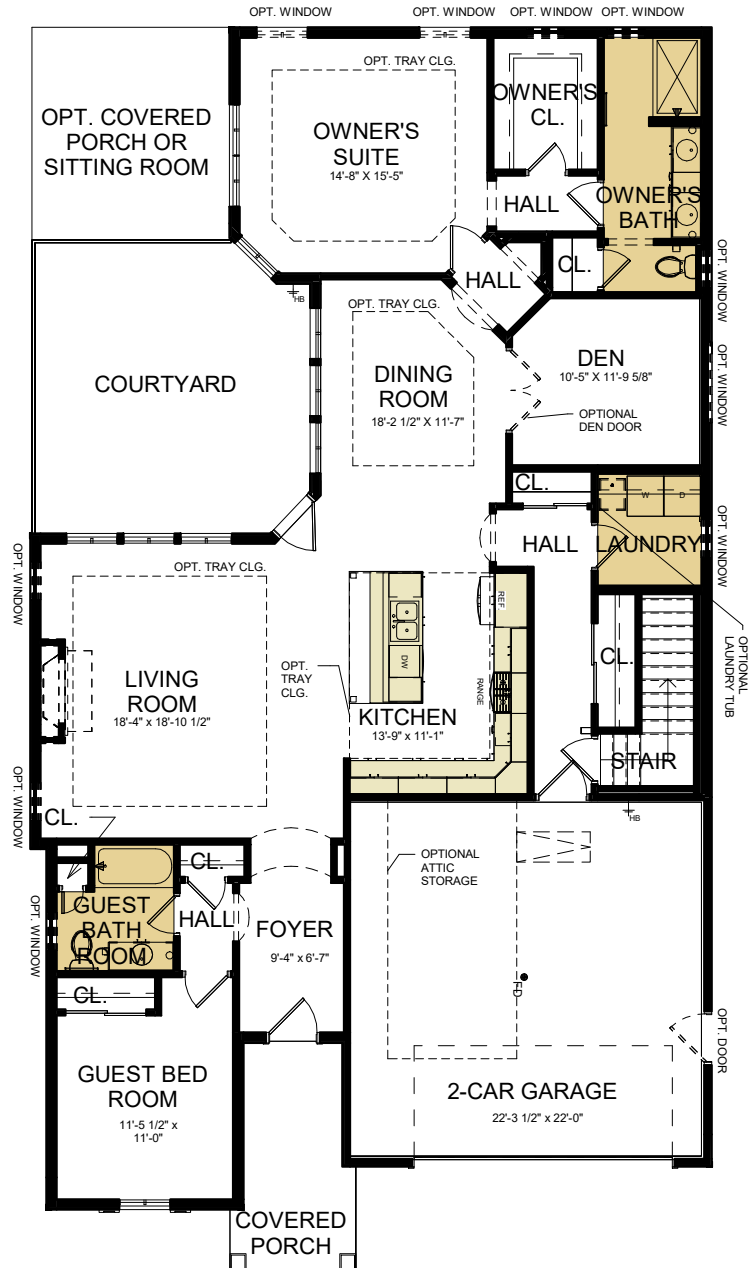 OPT. WINDOW
OPT. WINDOW
OPT. WINDOW
OPT. WINDOW
OPT. TRAY CLG.
OPT. COVERED
PORCH OR
SITTING ROOM
OWNER'S
SUITE
14'-8" X 15'-5"
OWNER'S
CL.
HALL
OWNER'S
BATH
HALL
CL.
OPT. WINDOW
HB
OPT. TRAY CLG.
COURTYARD
DINING
ROOM
18'-2 1/2" X 11'-7"
DEN
10'-5" X 11'-9 5/8"
OPTIONAL
DEN DOOR
OPT. WINDOW
CL.
W
D
HALL
LAUNDRY
OPT. WINDOW
OPT. WINDOW
OPT. TRAY CLG.
REF.
DW
RANGE
OPT.
TRAY
CLG.
LIVING
ROOM
18'-4" x 18'-10 1/2"
KITCHEN
13'-9" x 11'-1"
CL.
OPTIONAL
LAUNDRY TUB
STAIR
OPT. WINDOW
HB
CL.
CL.
OPTIONAL
ATTIC
STORAGE
OPT. WINDOW
GUEST
BATH
ROOM
HALL
FOYER
9'-4" x 6'-7"
CL.
FD
OPT. DOOR
GUEST BED
ROOM
11'-5 1/2" x
11'-0"
2-CAR GARAGE
22'-3 1/2" x 22'-0"
COVERED
PORCH